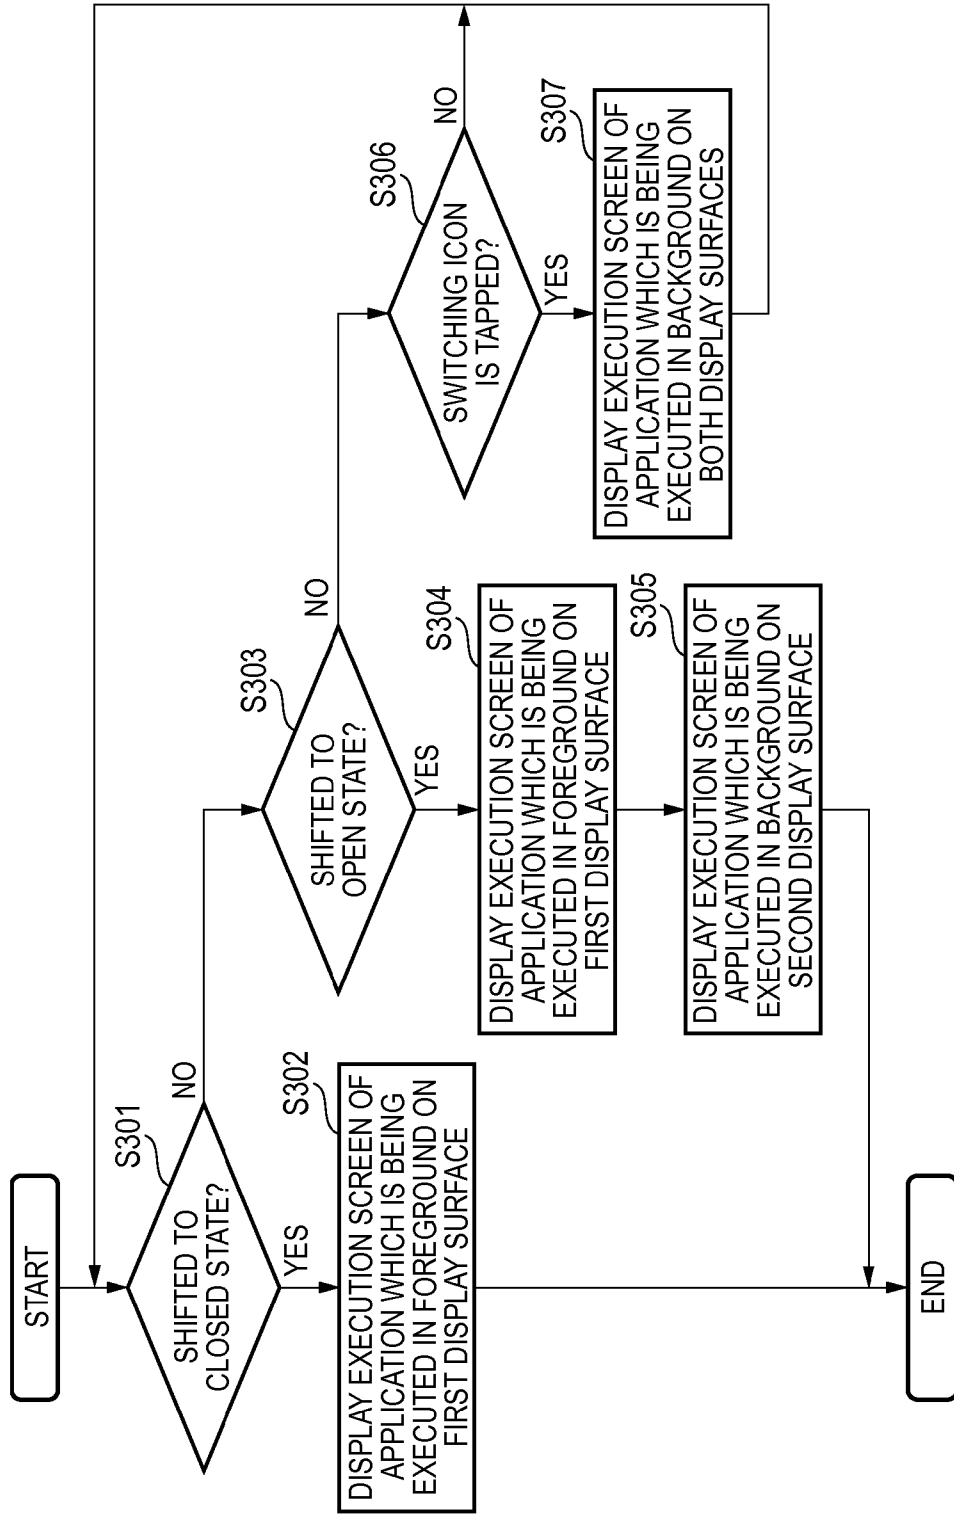 START
S301
SHIFTED TO
CLOSED STATE?
NO
YES
S302
DISPLAY EXECUTION SCREEN OF
APPLICATION WHICH IS BEING
EXECUTED IN FOREGROUND ON
FIRST DISPLAY SURFACE
S303
SHIFTED TO
OPEN STATE?
NO
YES
S304
DISPLAY EXECUTION SCREEN OF
APPLICATION WHICH IS BEING
EXECUTED IN FOREGROUND ON
FIRST DISPLAY SURFACE
S305
DISPLAY EXECUTION SCREEN OF
APPLICATION WHICH IS BEING
EXECUTED IN BACKGROUND ON
SECOND DISPLAY SURFACE
S306
SWITCHING ICON
IS TAPPED?
NO
YES
S307
DISPLAY EXECUTION SCREEN OF
APPLICATION WHICH IS BEING
EXECUTED IN BACKGROUND ON
BOTH DISPLAY SURFACES
END